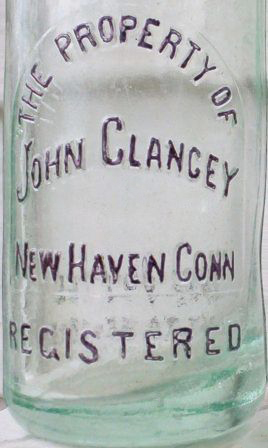 THE PROPERTY OF
JOHN CLANCEY
NEW HAVEN CONN
REGISTERED